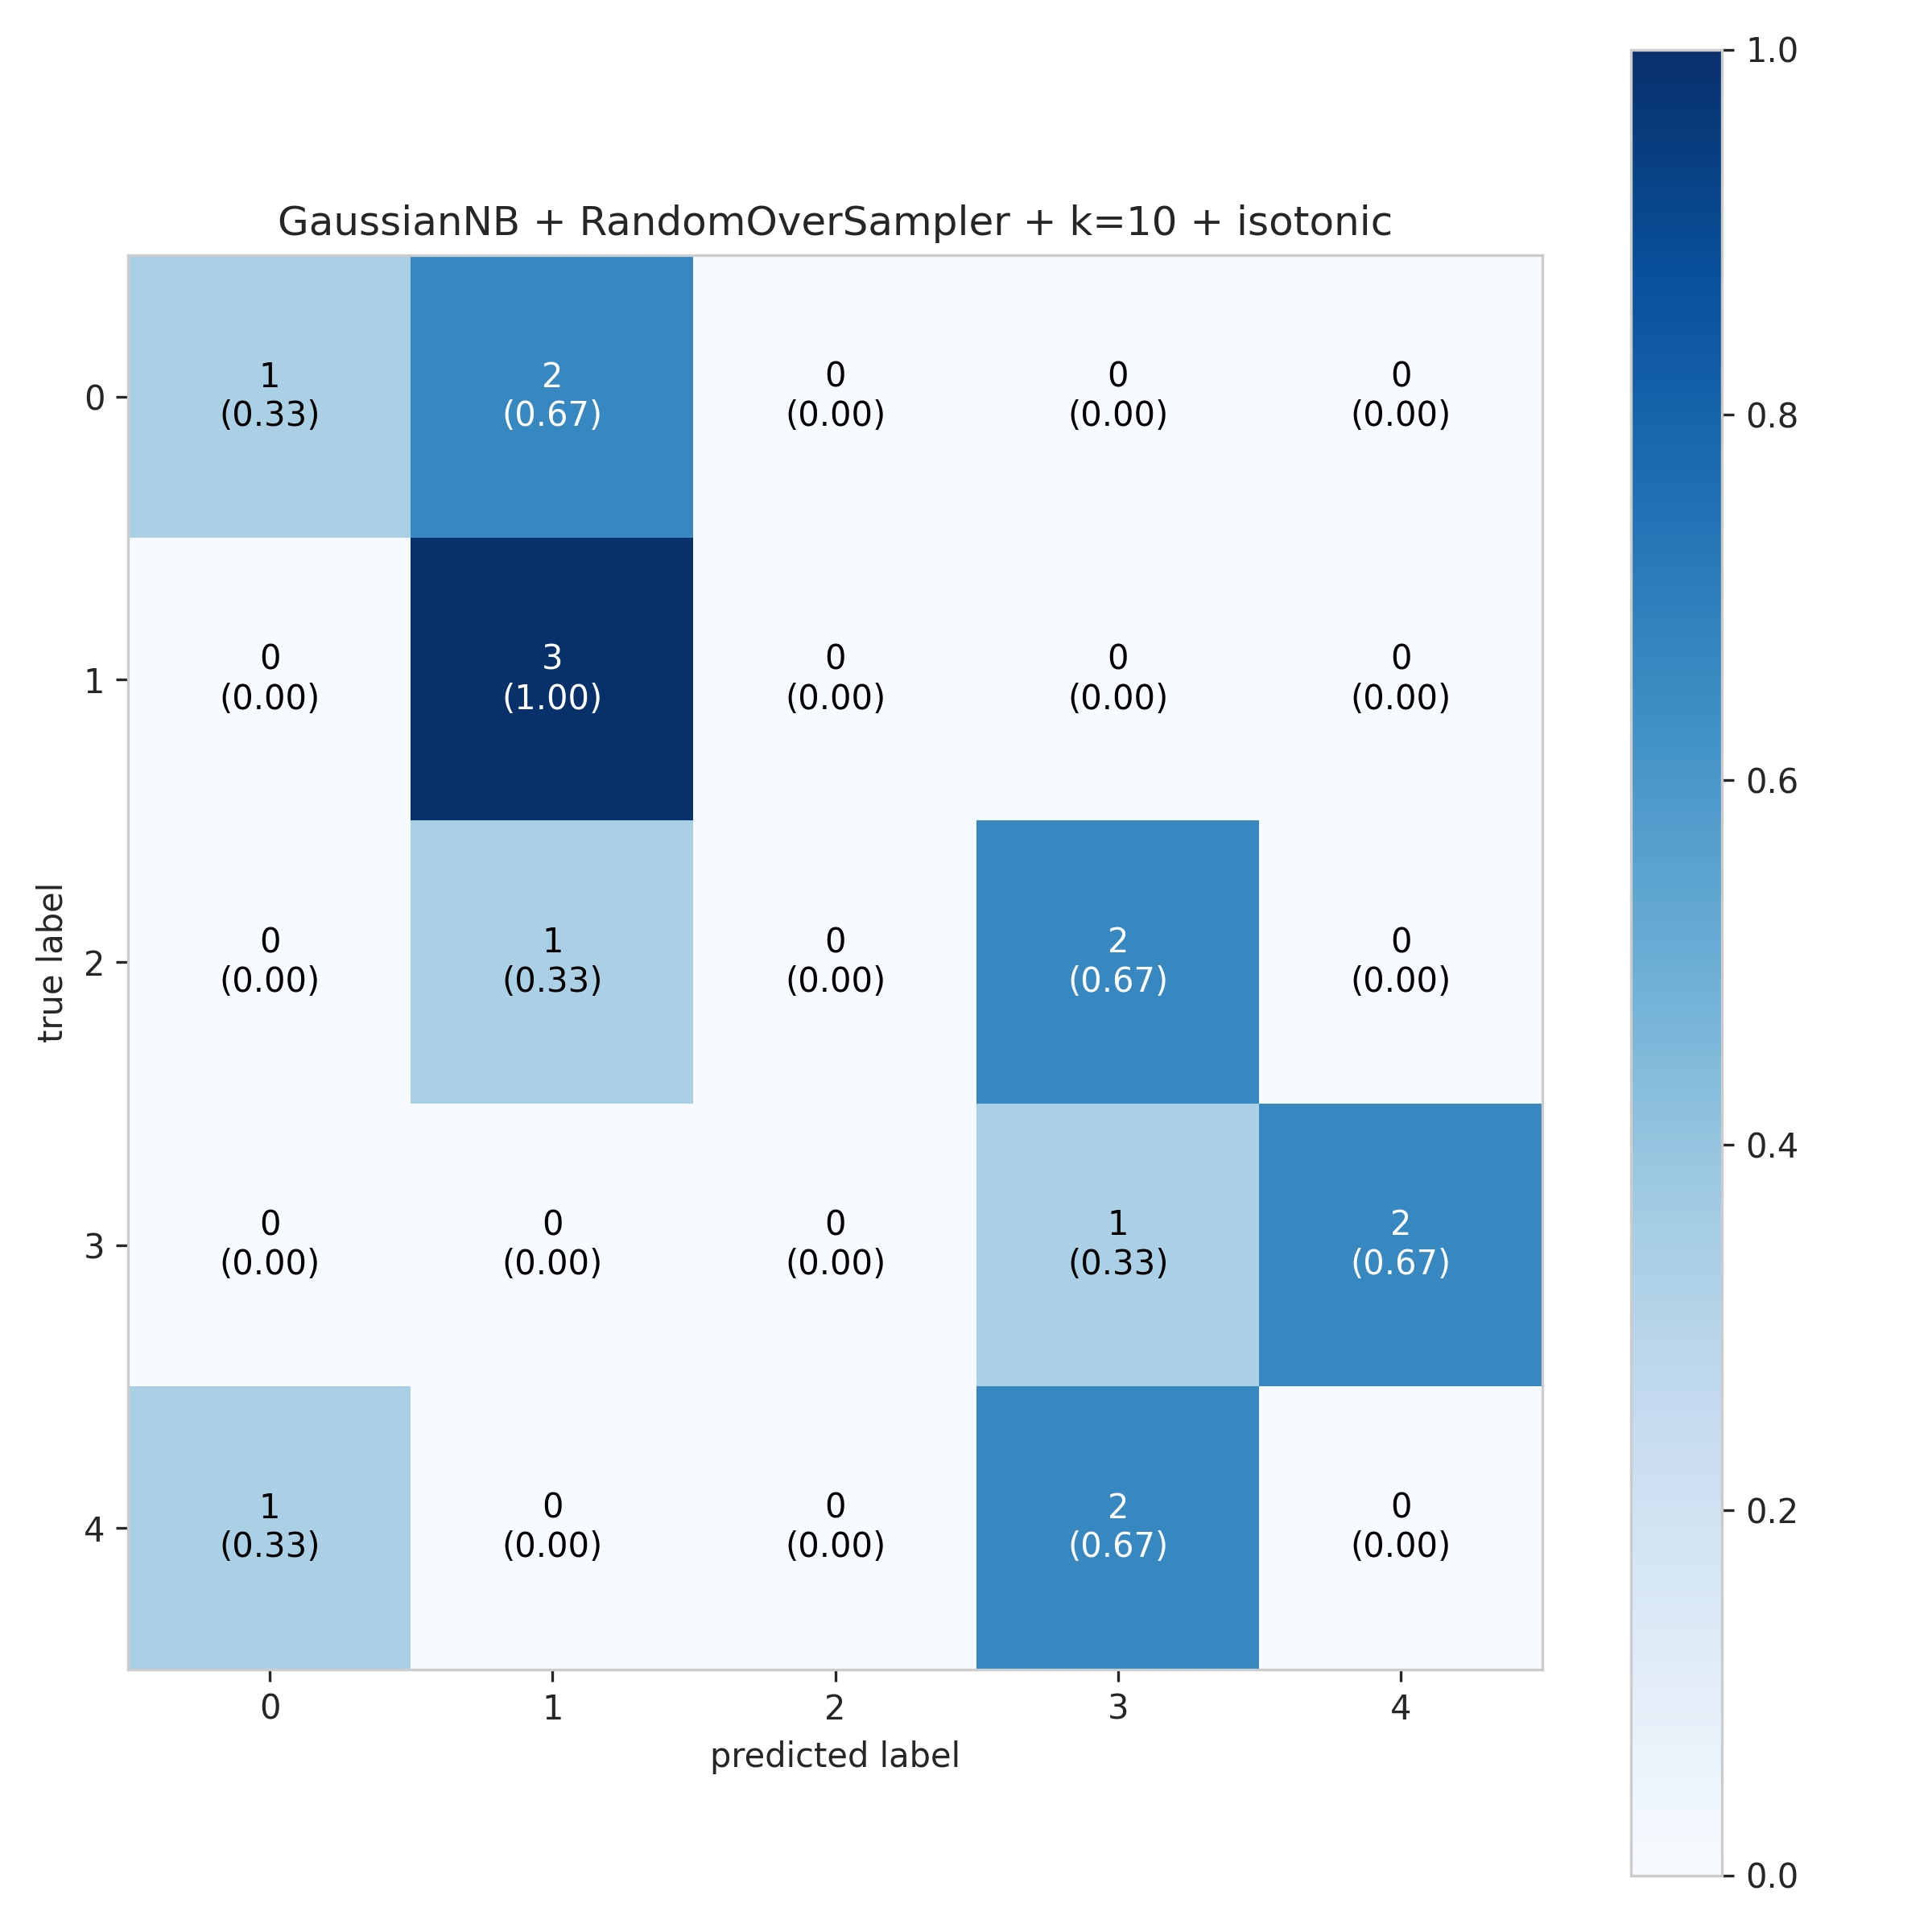 GaussianNB + RandomOverSampler + k=10 + isotonic
1.0
0.8
0.6
0.4
0.2
0.0
true label
0
1 2 0 0 0
(0.33) (0.67) (0.00) (0.00) (0.00)
1
0 3 0 0 0
(0.00) (1.00) (0.00) (0.00) (0.00)
2
0 1 0 2 0
(0.00) (0.33) (0.00) (0.67) (0.00)
3
0 0 0 1 2
(0.00) (0.00) (0.00) (0.33) (0.67)
4
1 0 0 2 0
(0.33) (0.00) (0.00) (0.67) (0.00)
0 1 2 3 4
predicted label